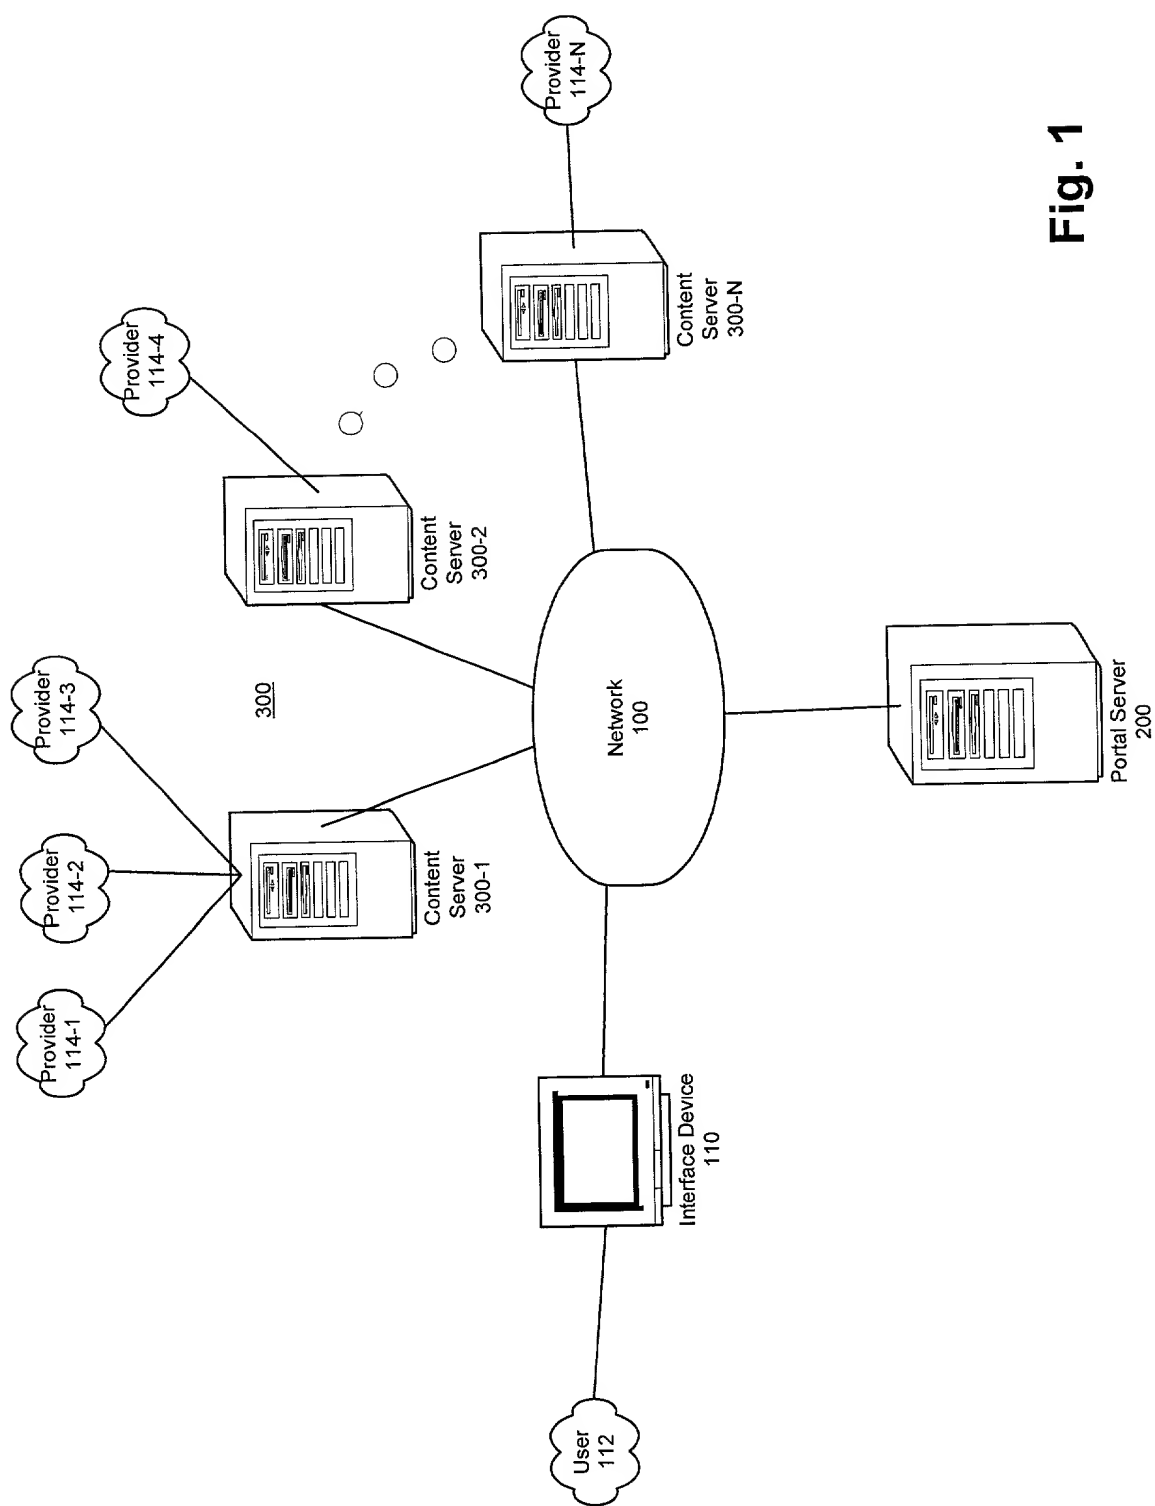 Provider
114-1
Provider
114-2
Provider
114-3
Provider
114-4
Provider
114-N
300
Content
Server
300-1
Content
Server
300-2
Content
Server
300-N
Network
100
User
112
Interface Device
110
Portal Server
200
Fig. 1